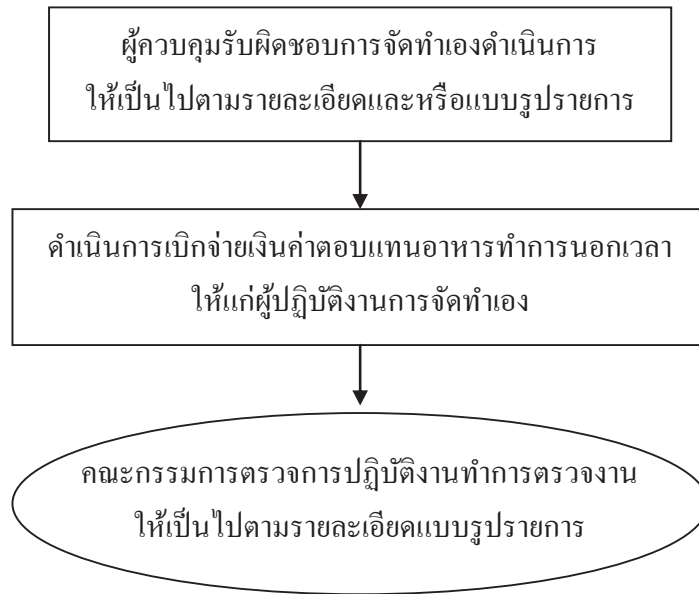 ผู้ควบคุมรับผิดชอบการจัดทำเองดำเนินการ
ให้เป็นไปตามรายละเอียดและหรือแบบรูปรายการ
ดำเนินการเบิกจ่ายเงินค่าตอบแทนอาหารทำการนอกเวลา
ให้แก่ผู้ปฏิบัติงานการจัดทำเอง
คณะกรรมการตรวจการปฏิบัติงานทำการตรวจงาน
ให้เป็นไปตามรายละเอียดแบบรูปรายการ